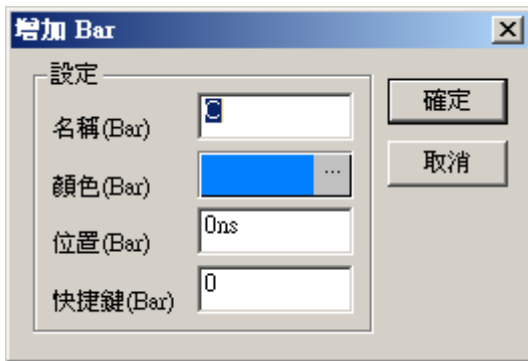 增加 Bar
設定
名稱(Bar)
C
顏色(Bar)
...
位置(Bar)
0ns
快捷鍵(Bar)
0
確定
取消